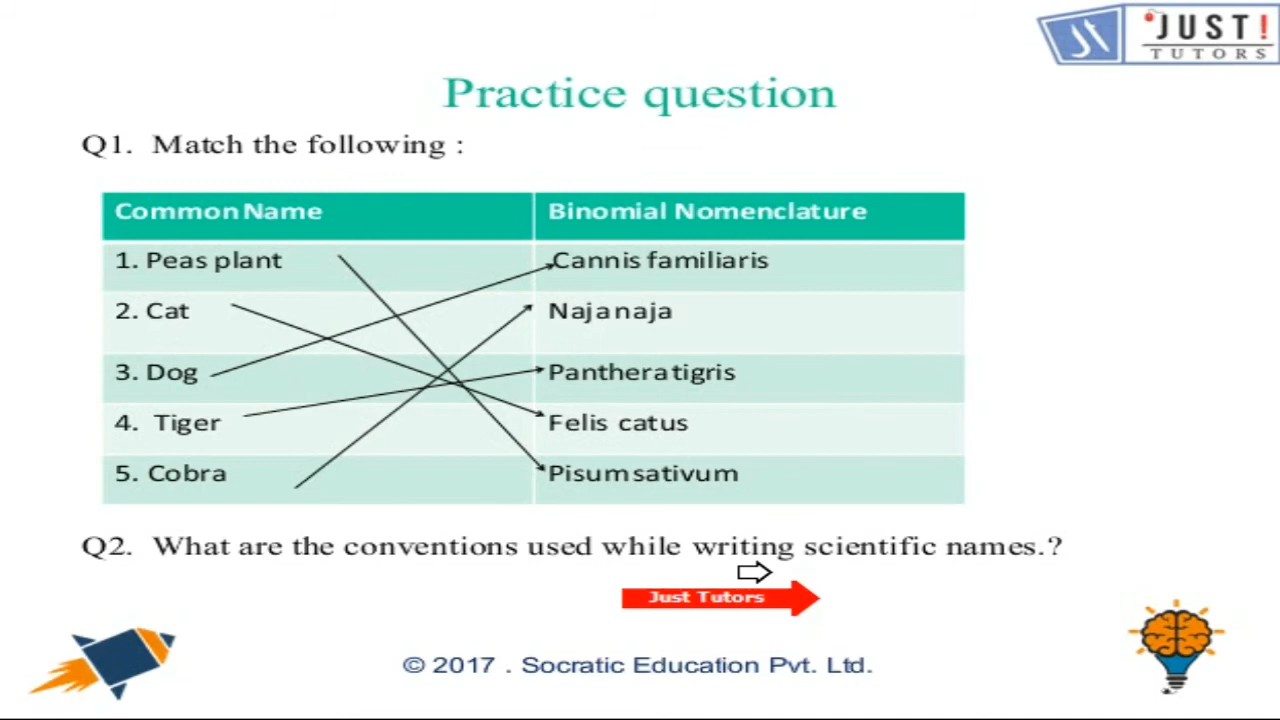 JUST!
TUTORS
Practice question
Q1. Match the following :
Common Name Binomial Nomenclature
1. Peas plant Cannis familiaris
2. Cat Naja naja
3. Dog Panthera tigris
4. Tiger Felis catus
5. Cobra Pisum sativum
Q2. What are the conventions used while writing scientific names.?
Just Tutors
© 2017 . Socratic Education Pvt. Ltd.